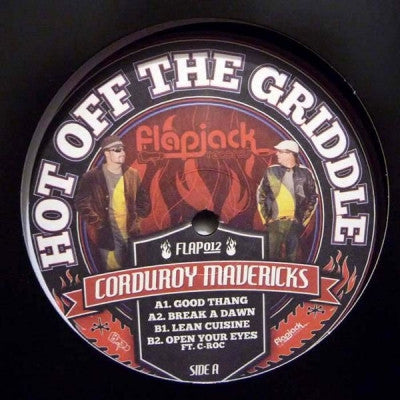 HOT OFF THE GRIDDLE
Flapjack
FLAP012
CORDUROY MAVERICKS
A1. GOOD THANG
A2. BREAK A DAWN
B1. LEAN CUISINE
B2. OPEN YOUR EYES
FT. C-ROC
SIDE A
Flapjack